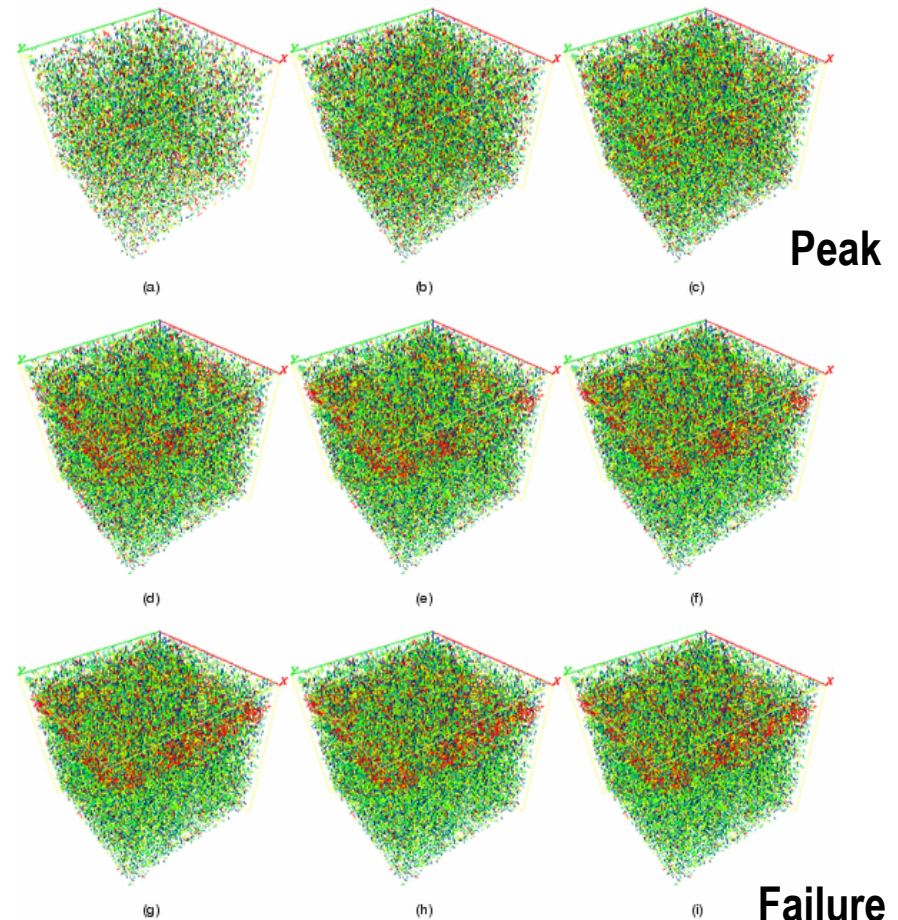 y x y x y x
Peak
(a) (b) (c)
y x y x y x
(d) (e) (f)
y x y x y x
Failure
(g) (h) (i)